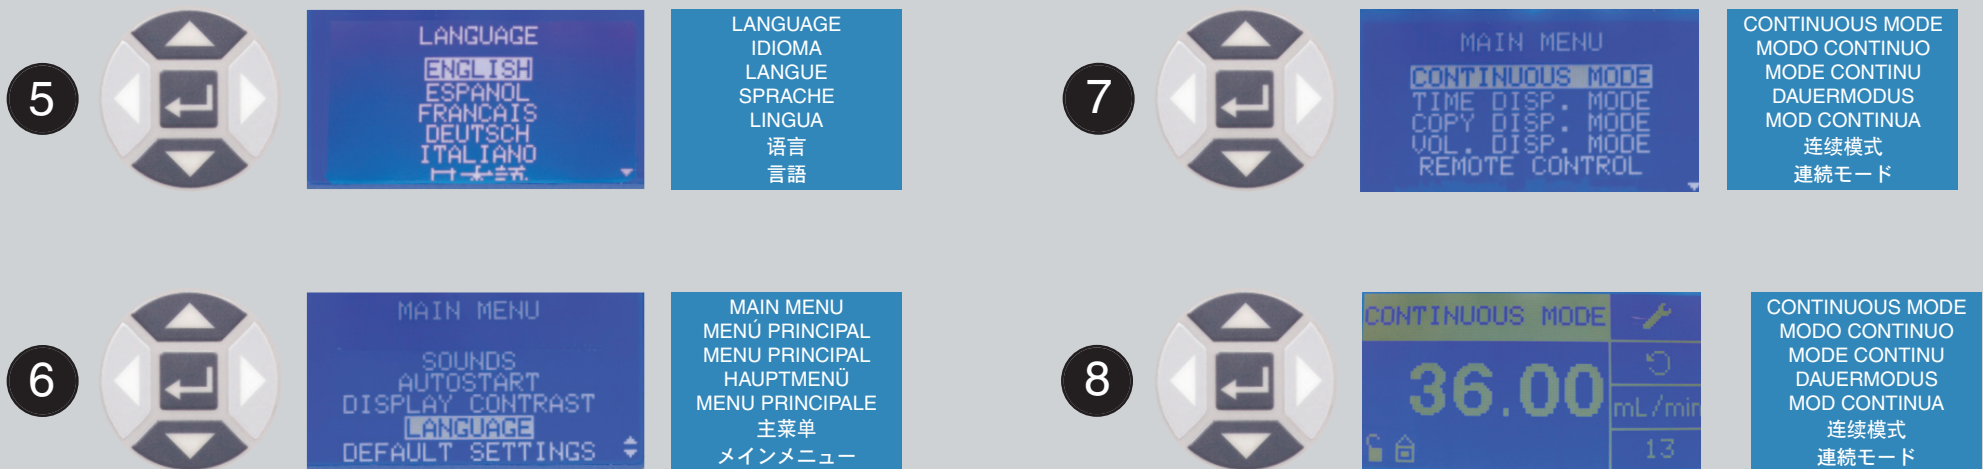 5
LANGUAGE
ENGLISH
ESPANOL
FRANCAIS
DEUTSCH
ITALIANO
LANGUAGE
IDIOMA
LANGUE
SPRACHE
LINGUA
语言
言語
6
MAIN MENU
SOUNDS
AUTOSTART
DISPLAY CONTRAST
LANGUAGE
DEFAULT SETTINGS
MAIN MENU
MENÚ PRINCIPAL
MENU PRINCIPAL
HAUPTMENÜ
MENU PRINCIPALE
主菜单
メインメニュー
7
MAIN MENU
CONTINUOUS MODE
TIME DISP. MODE
COPY DISP. MODE
VOL. DISP. MODE
REMOTE CONTROL
CONTINUOUS MODE
MODO CONTINUO
MODE CONTINU
DAUERMODUS
MOD CONTINUA
连续模式
連続モード
8
CONTINUOUS MODE
36.00
mL/min
13
CONTINUOUS MODE
MODO CONTINUO
MODE CONTINU
DAUERMODUS
MOD CONTINUA
连续模式
連続モード